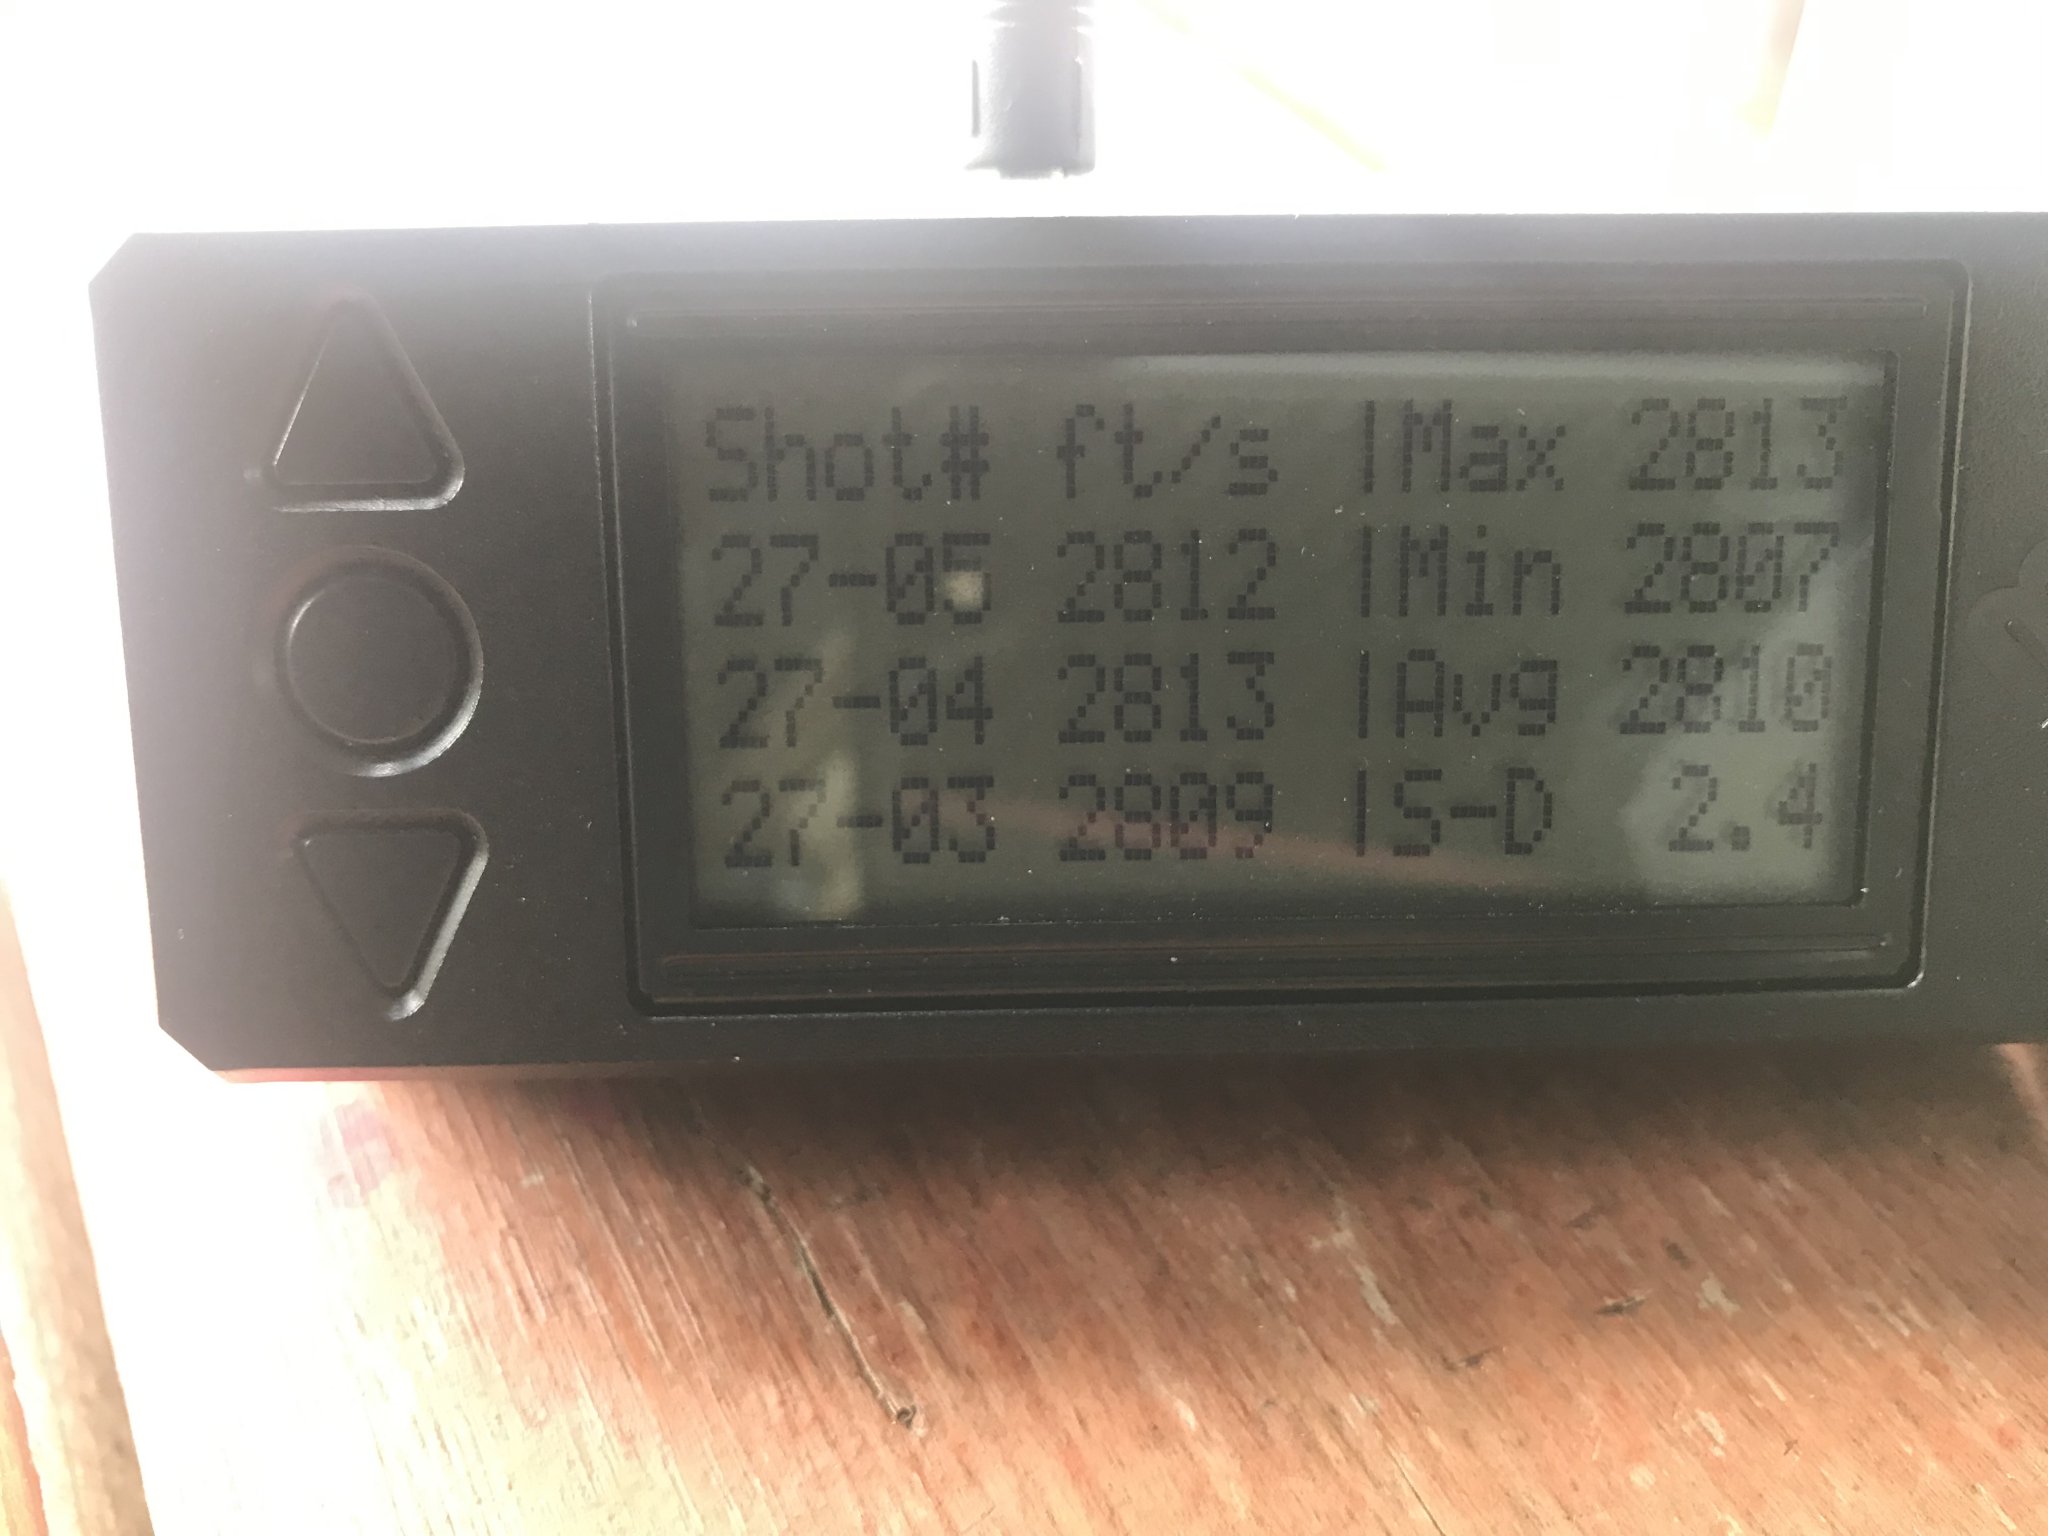 Shot# ft/s |Max 2813
27-05 2812 |Min 2807
27-04 2813 |Avg 2810
27-03 2809 |S-D 2.4